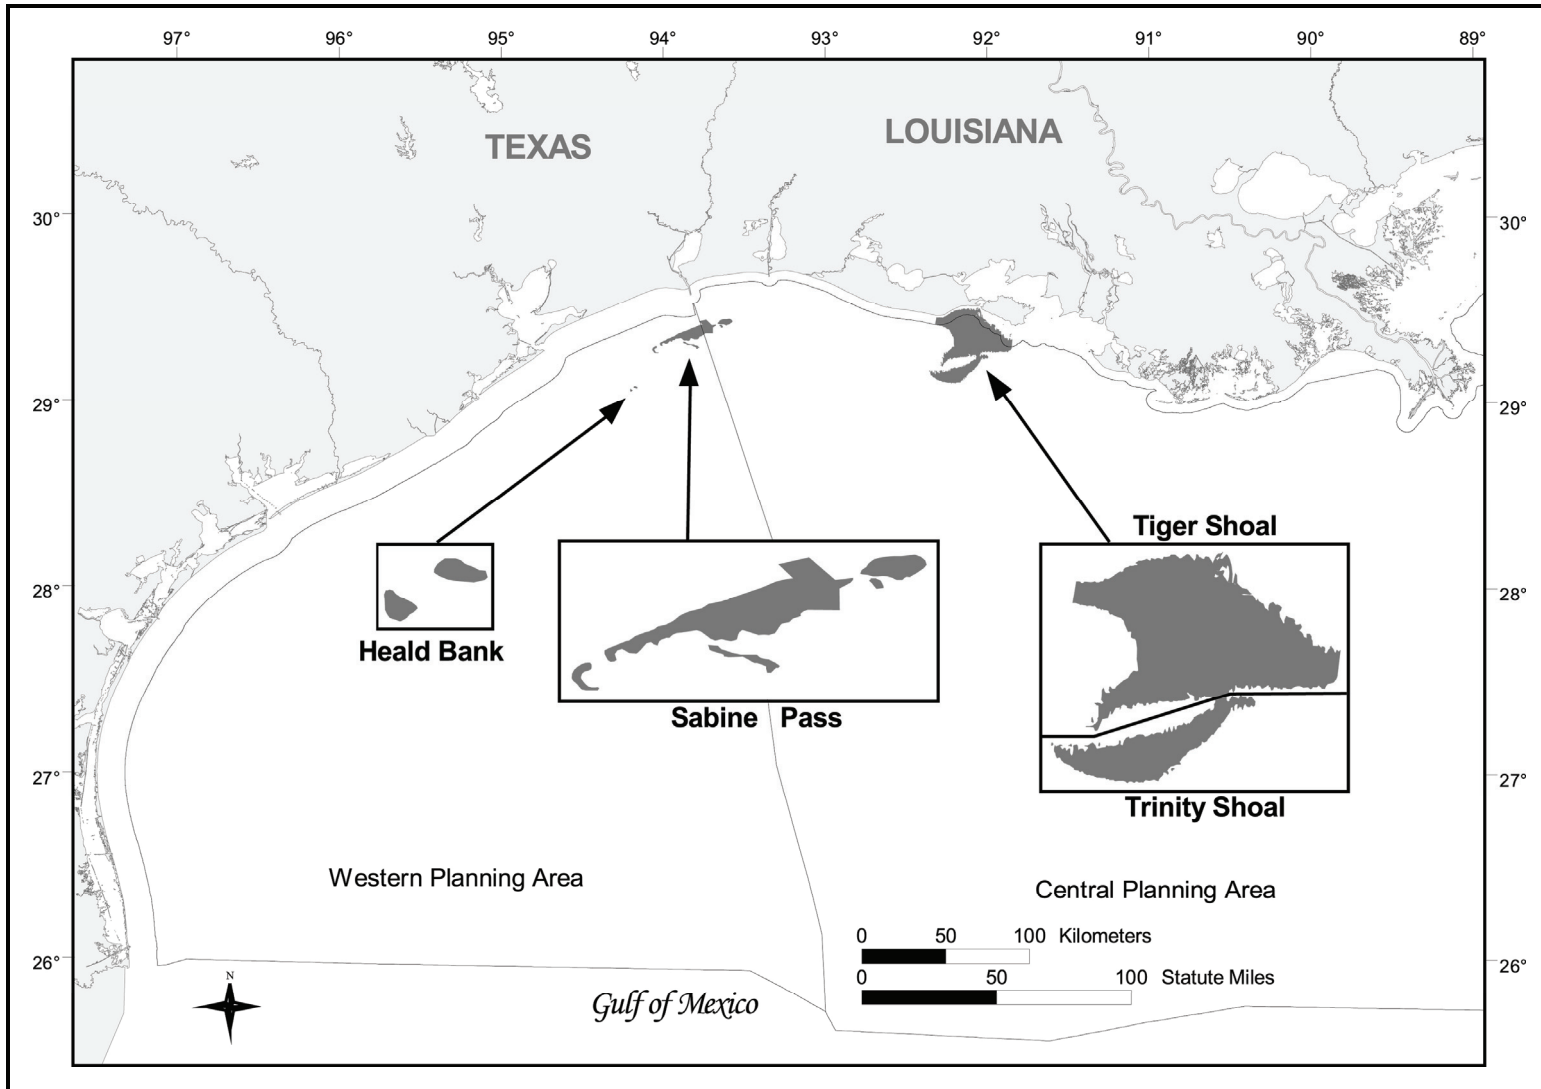 97° 96° 95° 94° 93° 92° 91° 90° 89°
LOUISIANA
TEXAS
30° 30°
29° 29°
Tiger Shoal
28° 28°
Heald Bank
Sabine Pass
27° 27°
Trinity Shoal
Western Planning Area
Central Planning Area
0 50 100 Kilometers
26° 26°
0 50 100 Statute Miles
N
Gulf of Mexico